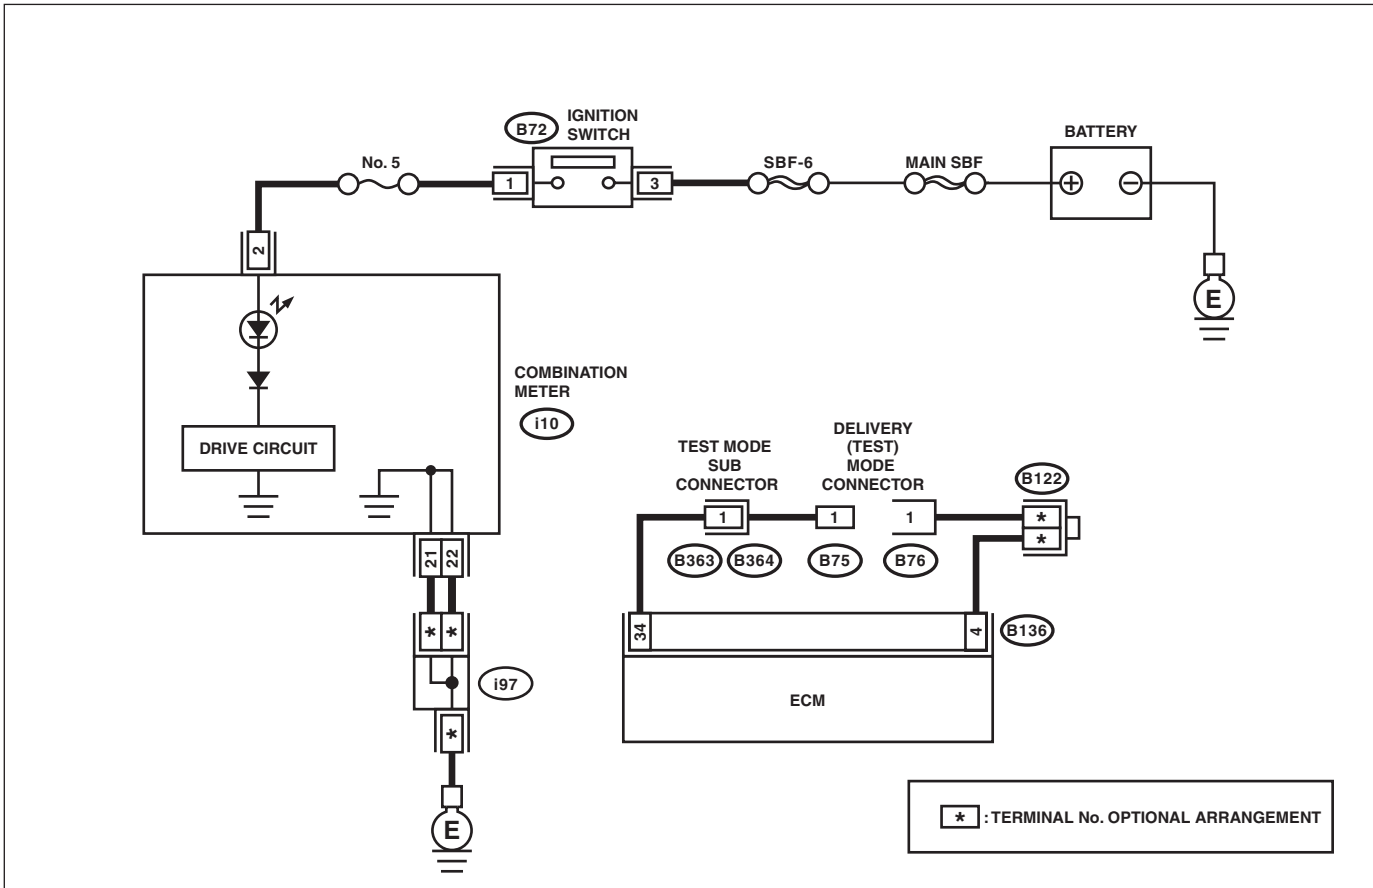 IGNITION
SWITCH
B72
BATTERY
No. 5
SBF-6
MAIN SBF
1
3
2
E
COMBINATION
METER
i10
DRIVE CIRCUIT
TEST MODE
SUB
CONNECTOR
DELIVERY
(TEST)
MODE
CONNECTOR
B122
1
1
1
*
*
B363
B364
B75
B76
21
22
34
4
B136
*
*
i97
ECM
*
E
* : TERMINAL No. OPTIONAL ARRANGEMENT